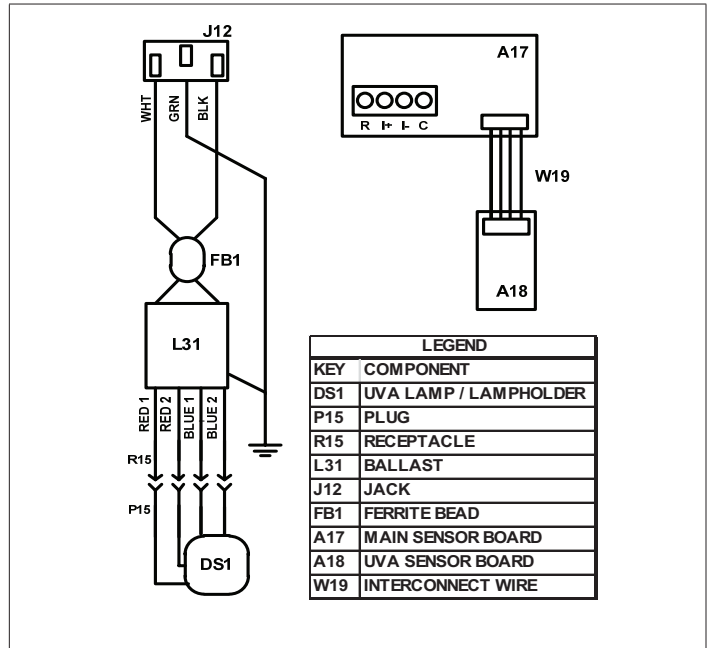 J12
WHT
GRN
BLK
FB1
L31
RED 1
RED 2
BLUE 1
BLUE 2
R15
P15
DS1
A17
R I+ I- C
W19
A18
LEGEND
KEY COMPONENT
DS1 UVA LAMP / LAMPHOLDER
P15 PLUG
R15 RECEPTACLE
L31 BALLAST
J12 JACK
FB1 FERRITE BEAD
A17 MAIN SENSOR BOARD
A18 UVA SENSOR BOARD
W19 INTERCONNECT WIRE